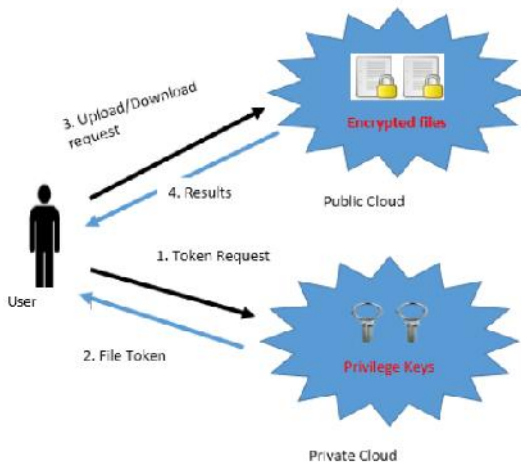 3. Upload/Download
request
Encrypted files
4. Results
Public Cloud
1. Token Request
User
2. File Token
Privilege Keys
Private Cloud